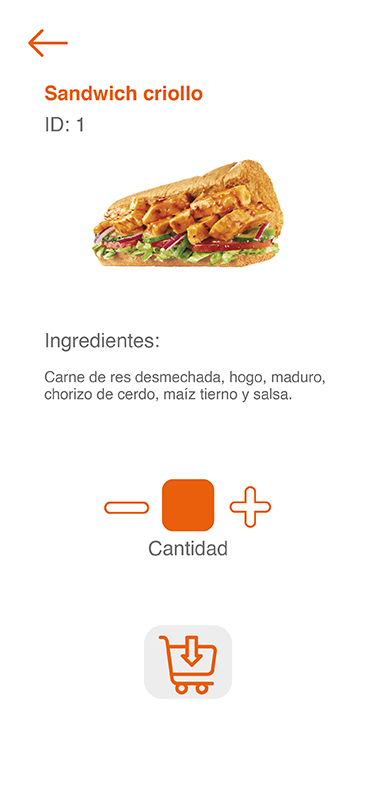 Sandwich criollo
ID: 1
Ingredientes:
Carne de res desmechada, hogo, maduro,
chorizo de cerdo, maíz tierno y salsa.
Cantidad